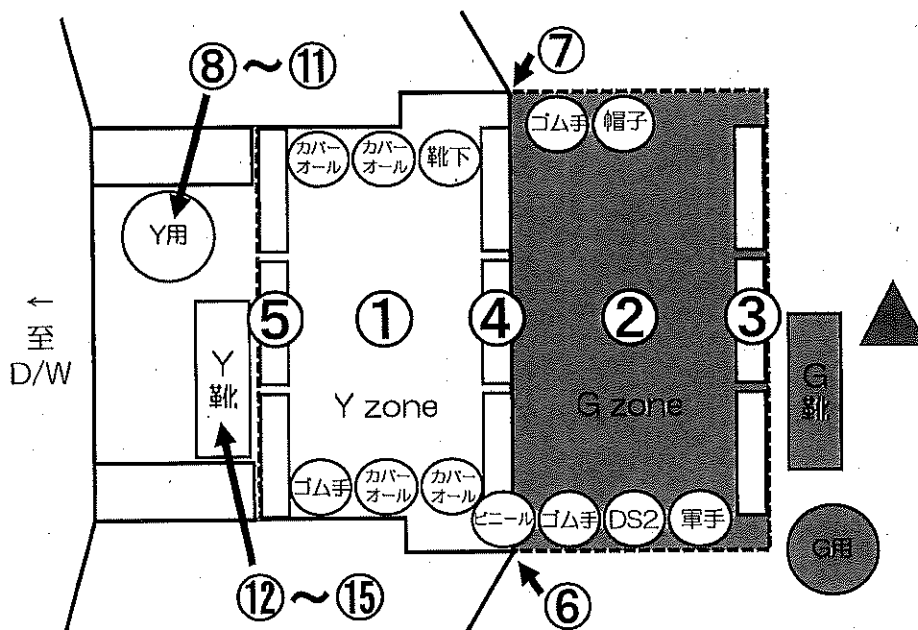 ⑧～⑪
⑦
ゴム手
帽子
カバー
オール
カバー
オール
靴下
Y用
←
至
D/W
⑤
①
④
②
③
Y
靴
Y zone
G zone
G
靴
ゴム手
カバー
オール
カバー
オール
ビニール
ゴム手
DS2
軍手
G用
⑫～⑮
⑥